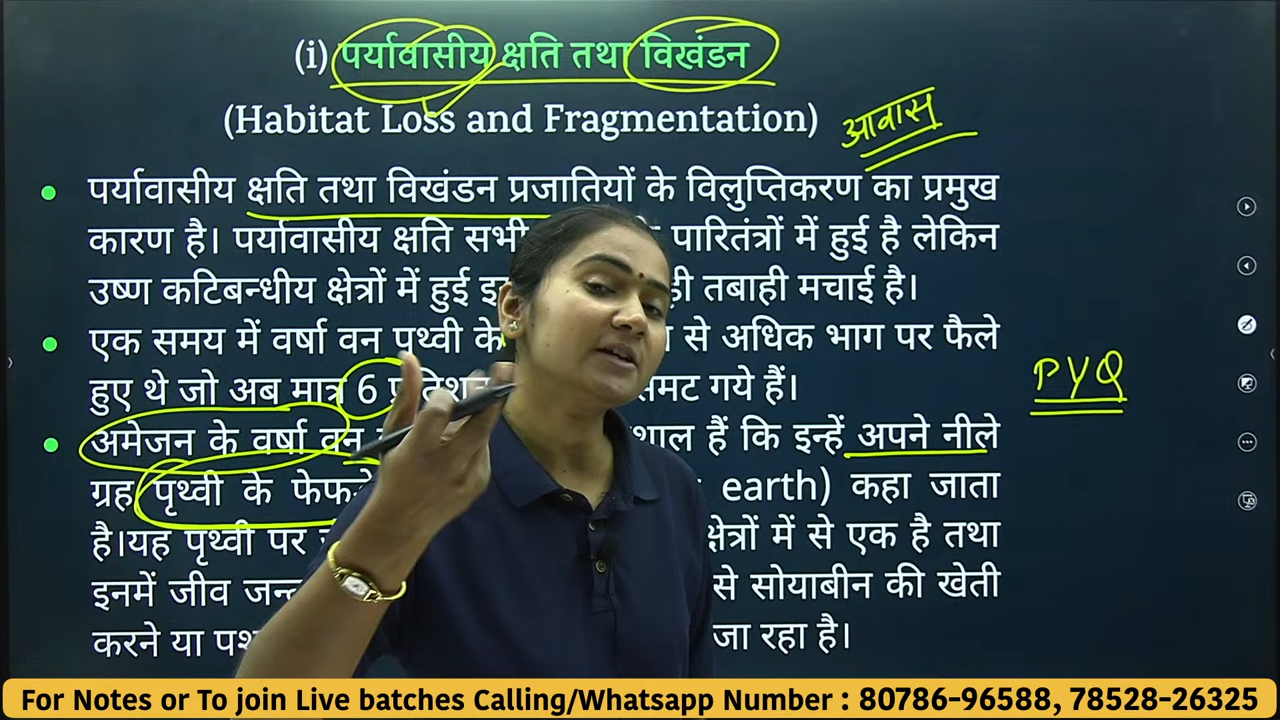 (i) पर्यावासीय क्षति तथा विखंडन
(Habitat Loss and Fragmentation)
आवास
पर्यावासीय क्षति तथा विखंडन प्रजातियों के विलुप्तिकरण का प्रमुख
कारण है। पर्यावासीय क्षति सभी पारितंत्रों में हुई है लेकिन
उष्ण कटिबन्धीय क्षेत्रों में हुई तबाही मचाई है।
एक समय में वर्षा वन पृथ्वी के से अधिक भाग पर फैले
हुए थे जो अब मात्र 6 गये हैं।
PYQ
अमेजन के वर्षा वन हैं कि इन्हें अपने नीले
ग्रह पृथ्वी के earth) कहा जाता
है।यह पृथ्वी पर क्षेत्रों में से एक है तथा
इनमें जीव से सोयाबीन की खेती
करने या जा रहा है।
For Notes or To join Live batches Calling/Whatsapp Number : 80786-96588, 78528-26325